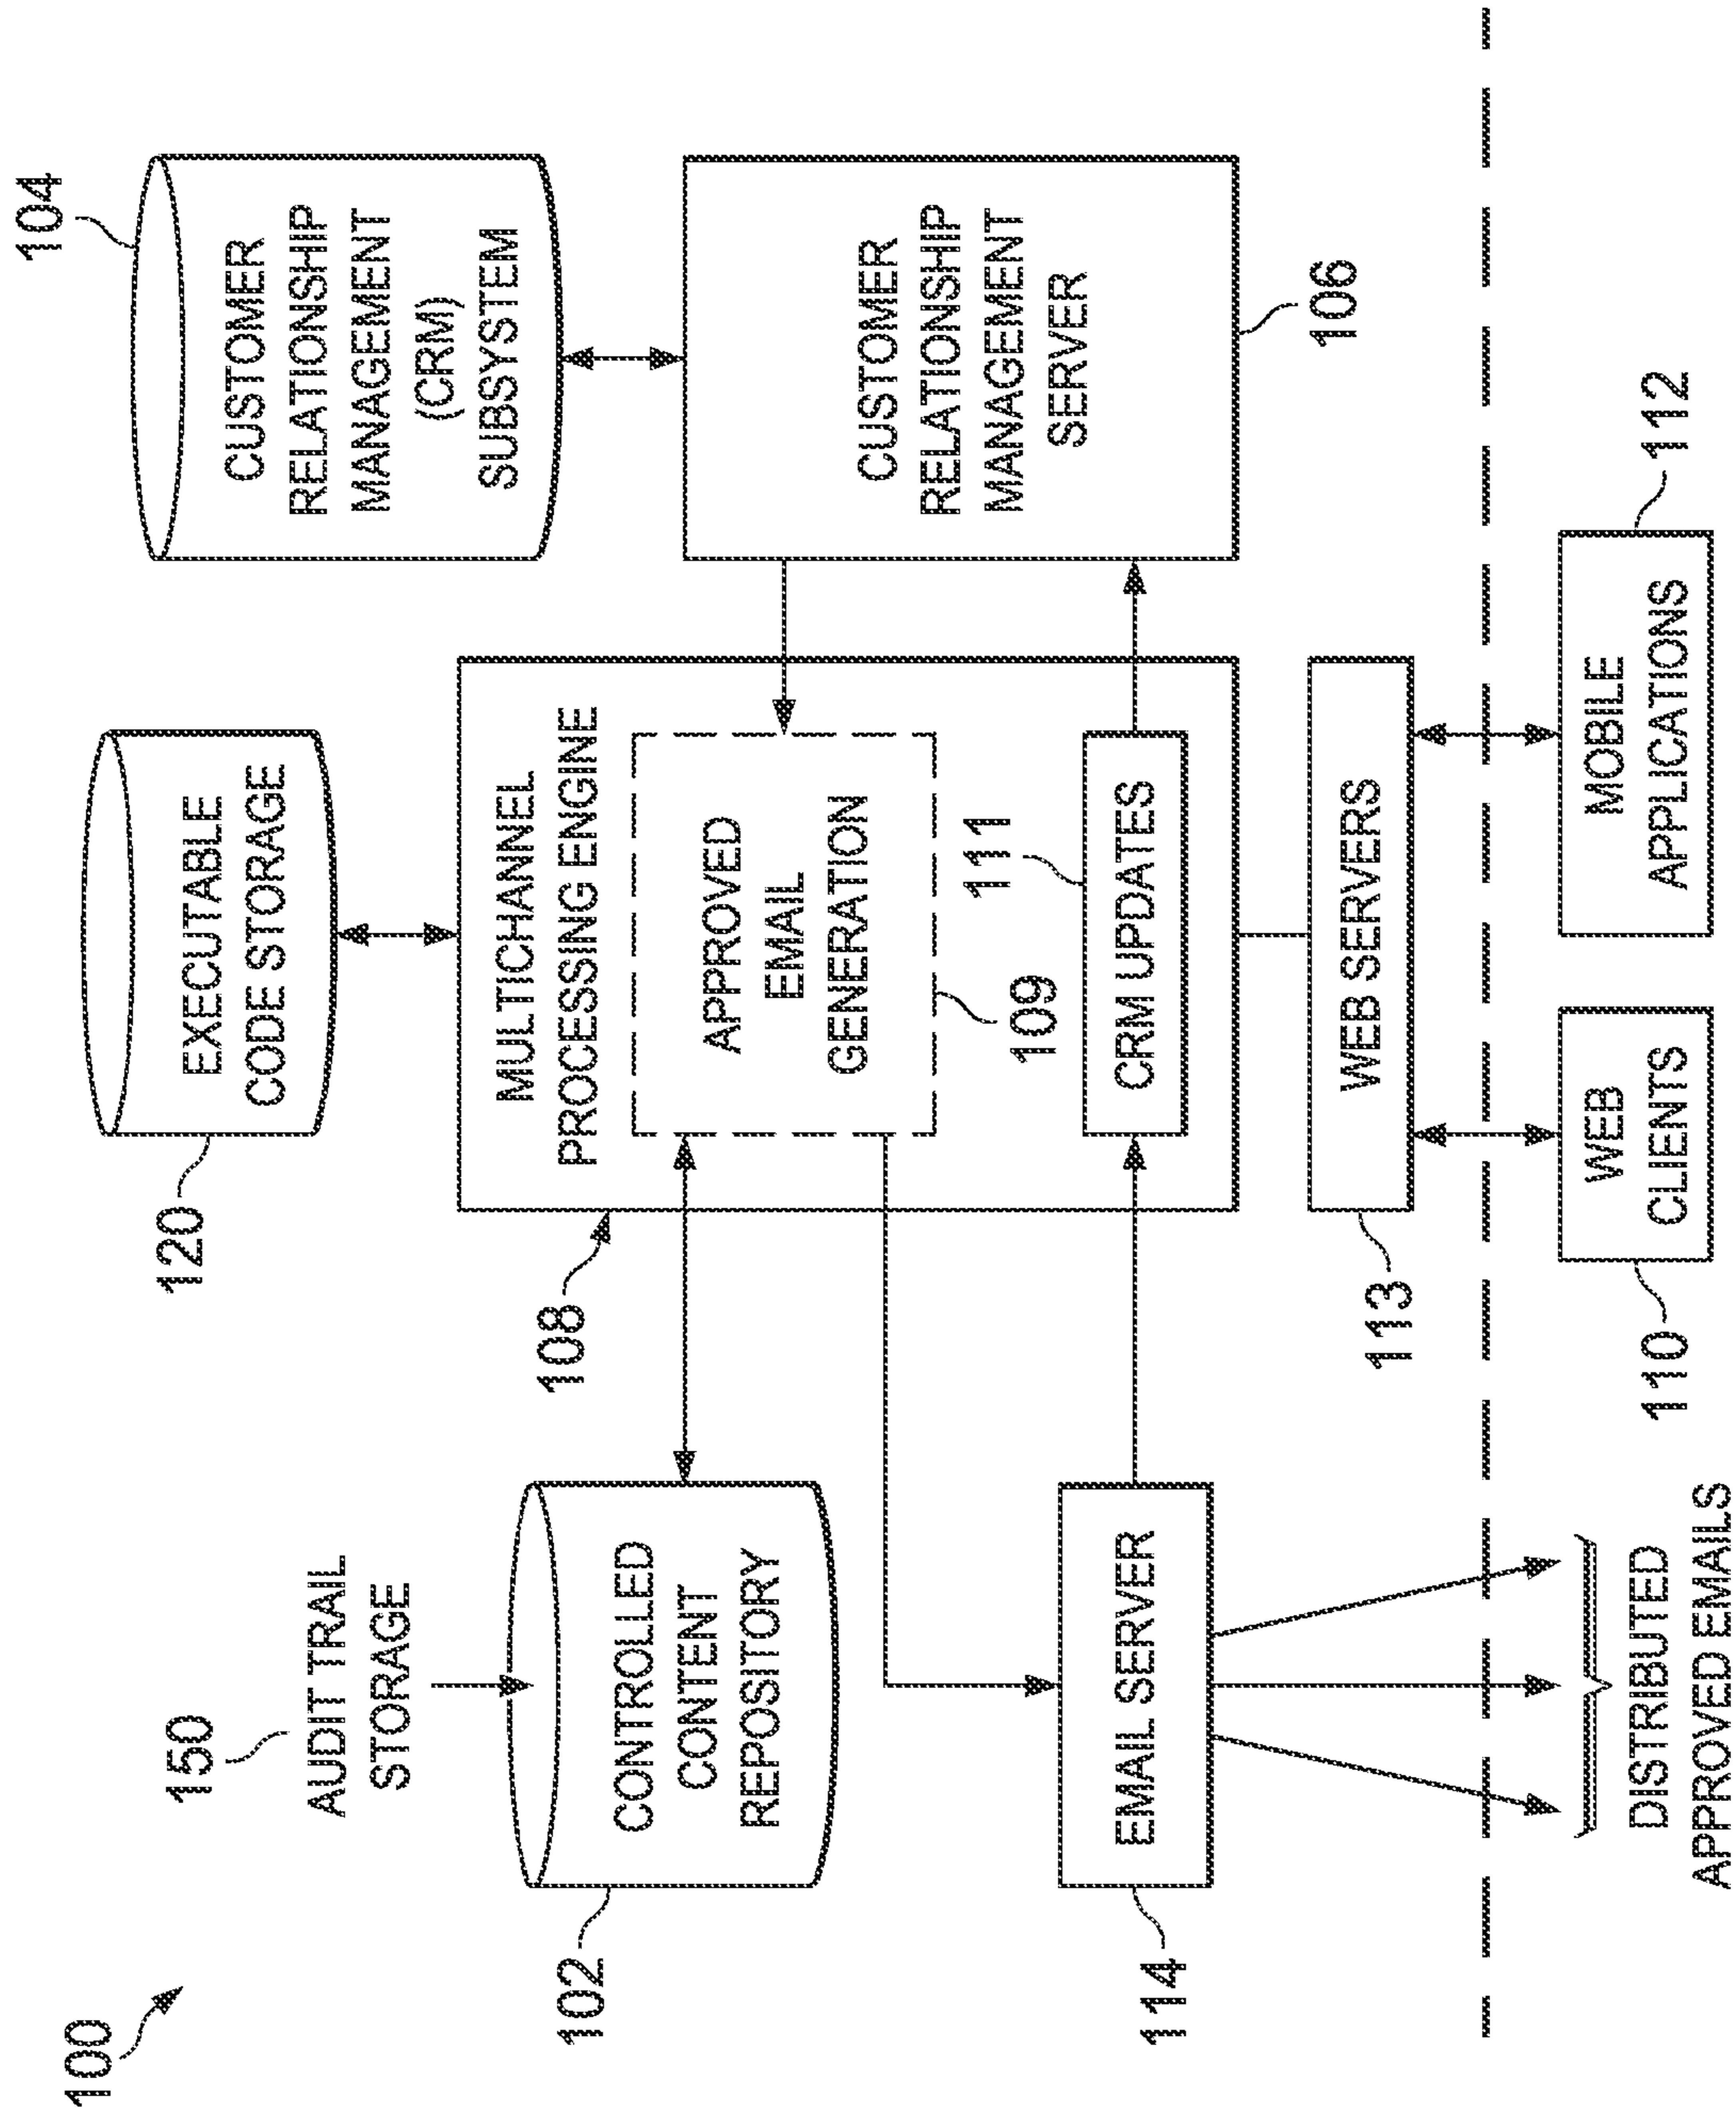 100
150
AUDIT TRAIL
STORAGE
102
CONTROLLED
CONTENT
REPOSITORY
114
EMAIL SERVER
DISTRIBUTED
APPROVED EMAILS
120
EXECUTABLE
CODE STORAGE
108
MULTICHANNEL
PROCESSING ENGINE
APPROVED
EMAIL
GENERATION
109
111
CRM UPDATES
113
WEB SERVERS
110
WEB
CLIENTS
MOBILE
APPLICATIONS
112
104
CUSTOMER
RELATIONSHIP
MANAGEMENT
(CRM)
SUBSYSTEM
CUSTOMER
RELATIONSHIP
MANAGEMENT
SERVER
106